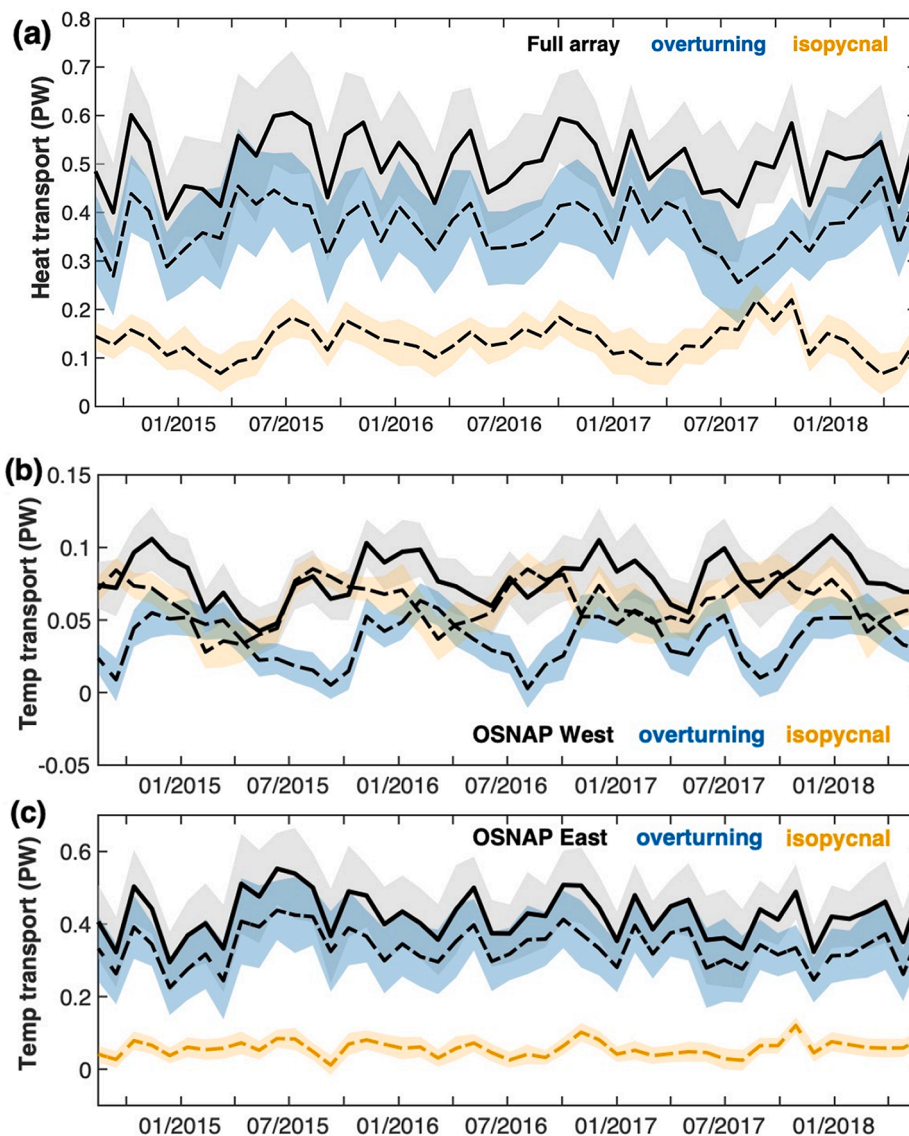 (a)
Full array overturning isopycnal
Heat transport (PW)
0.8
0.7
0.6
0.5
0.4
0.3
0.2
0.1
0
01/2015 07/2015 01/2016 07/2016 01/2017 07/2017 01/2018
(b)
Temp transport (PW)
0.15
0.1
0.05
0
-0.05
OSNAP West overturning isopycnal
01/2015 07/2015 01/2016 07/2016 01/2017 07/2017 01/2018
(c)
OSNAP East overturning isopycnal
Temp transport (PW)
0.6
0.4
0.2
0
01/2015 07/2015 01/2016 07/2016 01/2017 07/2017 01/2018